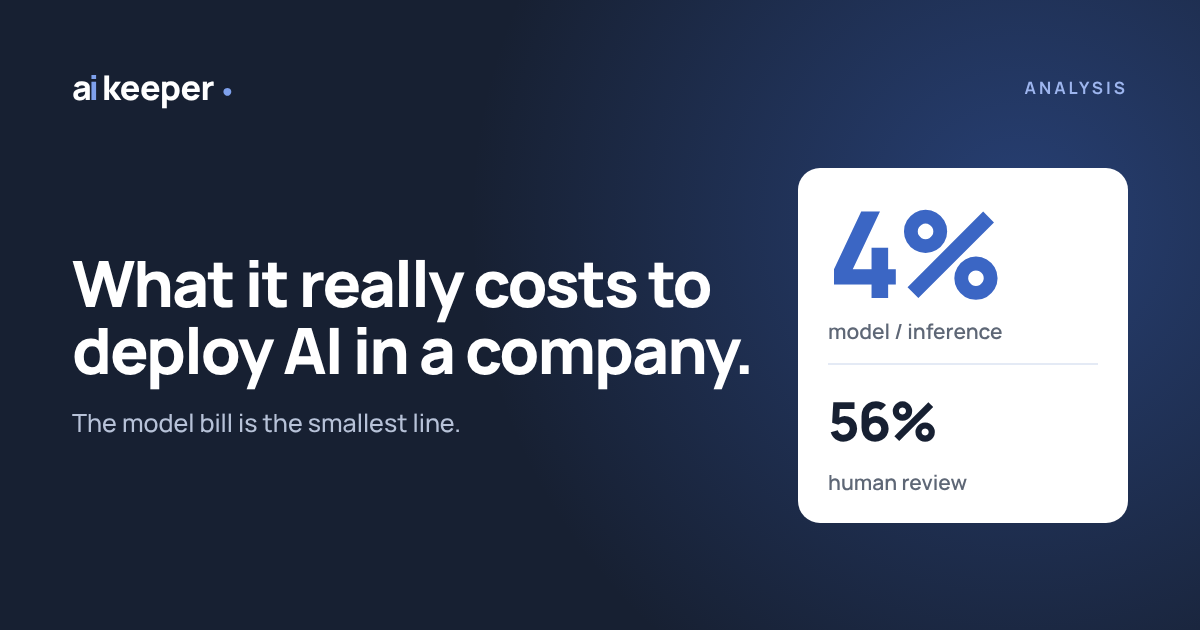 ai keeper
ANALYSIS
What it really costs to
deploy AI in a company.
The model bill is the smallest line.
4%
model / inference
56%
human review